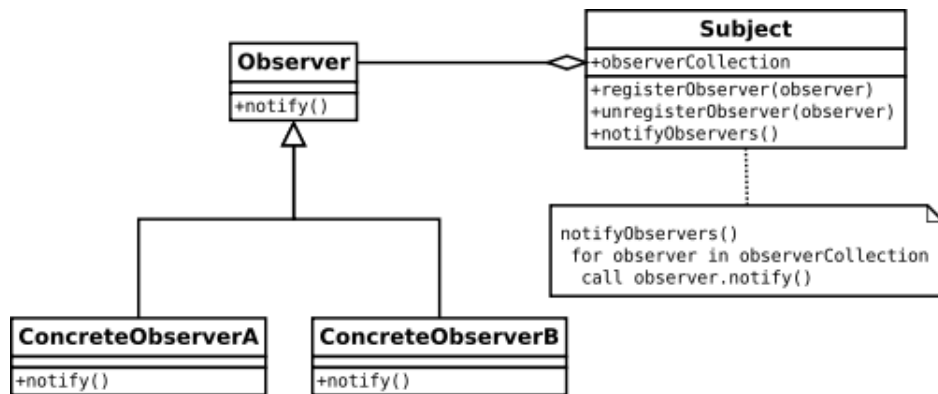 Observer
+notify()
Subject
+observerCollection
+registerObserver(observer)
+unregisterObserver(observer)
+notifyObservers()
notifyObservers()
for observer in observerCollection
call observer.notify()
ConcreteObserverA
+notify()
ConcreteObserverB
+notify()